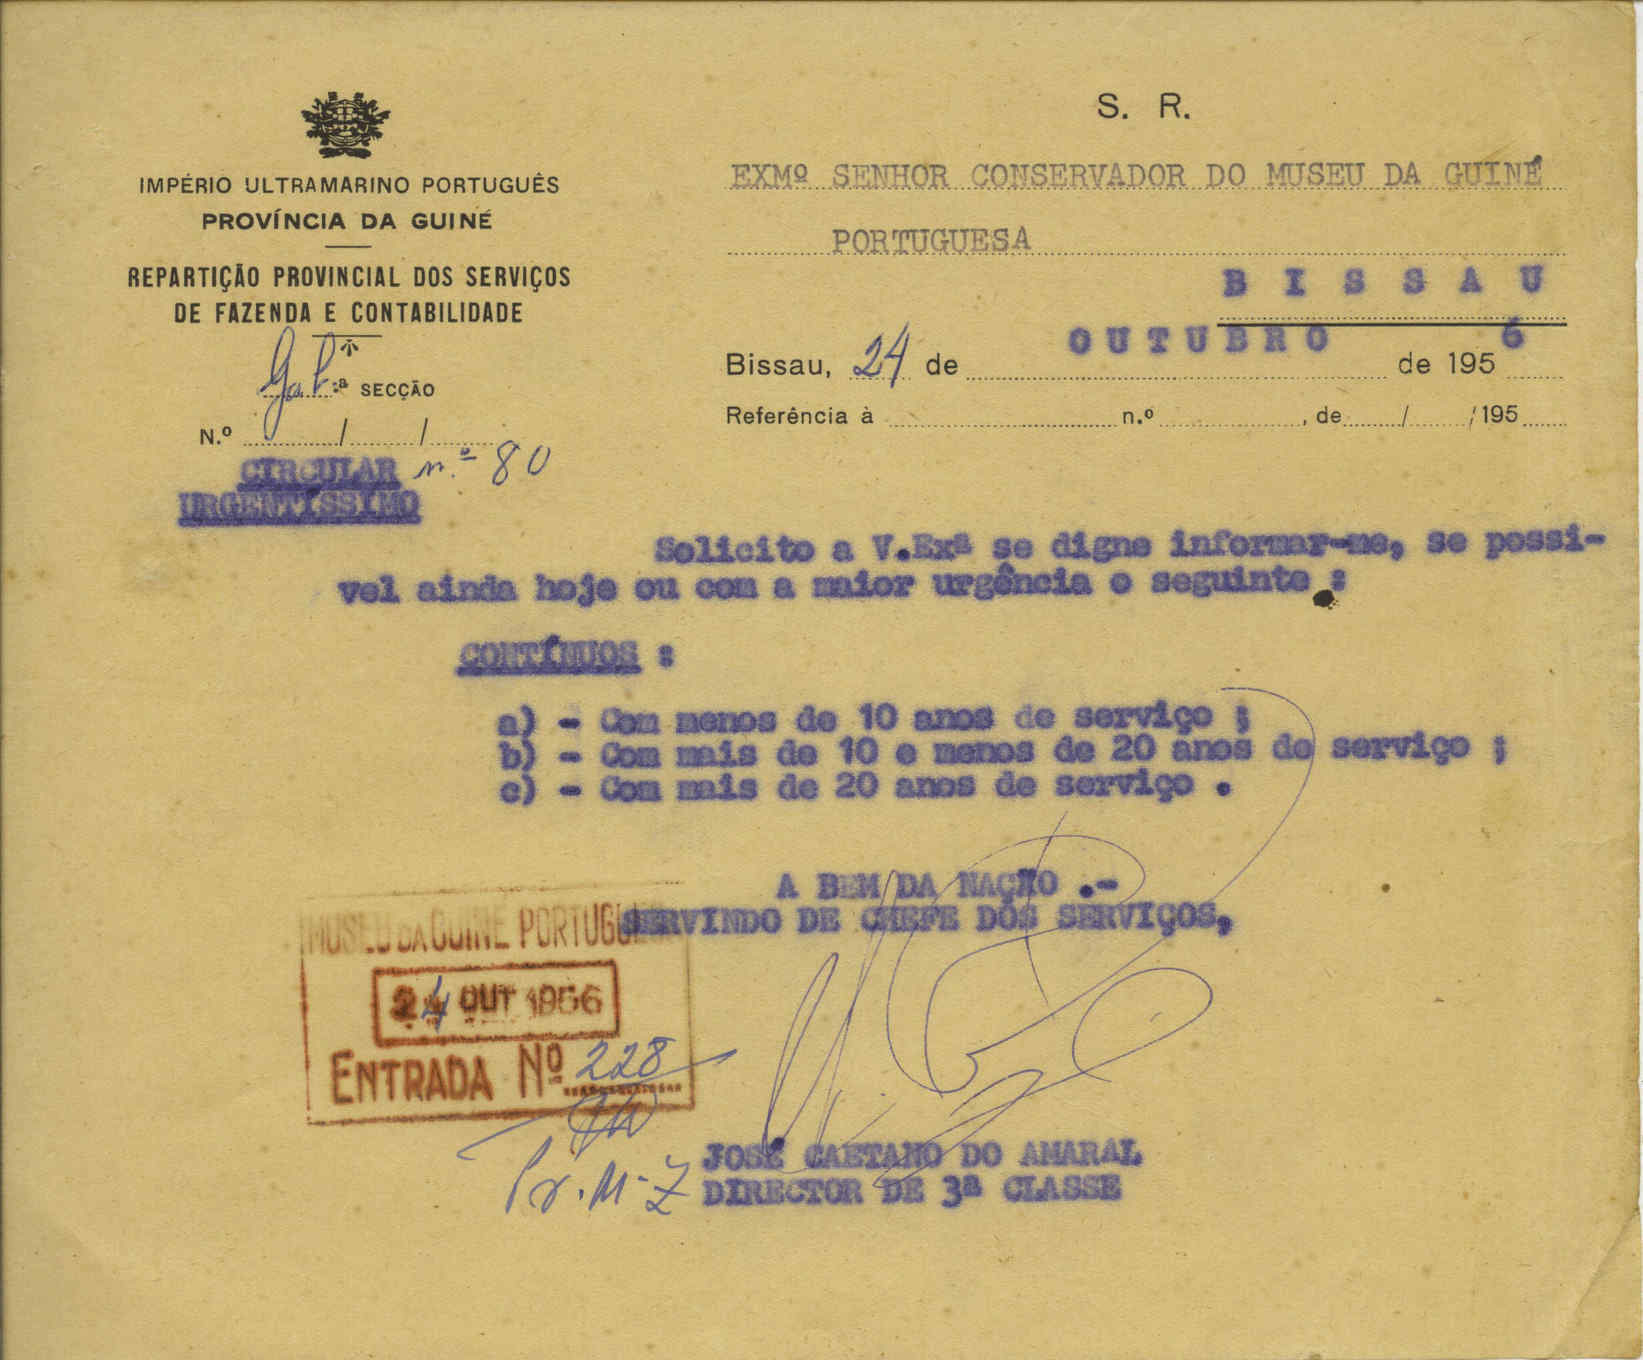 IMPÉRIO ULTRAMARINO PORTUGUÊS
PROVÍNCIA DA GUINÉ
REPARTIÇÃO PROVINCIAL DOS SERVIÇOS
DE FAZENDA E CONTABILIDADE
Gab.ª SECÇÃO
N.º / /
CIRCULAR n.º 80
URGENTÍSSIMO
S. R.
EXMº SENHOR CONSERVADOR DO MUSEU DA GUINÉ
PORTUGUESA
B I S S A U
Bissau, 24 de OUTUBRO de 1956
Referência à n.º , de / /195
Solicito a V.Exª se digne informar-me, se possi-
vel ainda hoje ou com a maior urgência o seguinte :
CONTÍNUOS :
a) - Com menos de 10 anos de serviço ;
b) - Com mais de 10 e menos de 20 anos de serviço ;
c) - Com mais de 20 anos de serviço .
A BEM DA NAÇÃO .-
SERVINDO DE CHEFE DOS SERVIÇOS,
MUSEU DA GUINÉ PORTUGUESA
24 OUT 1956
ENTRADA Nº 228
JOSÉ CAETANO DO AMARAL
DIRECTOR DE 3ª CLASSE